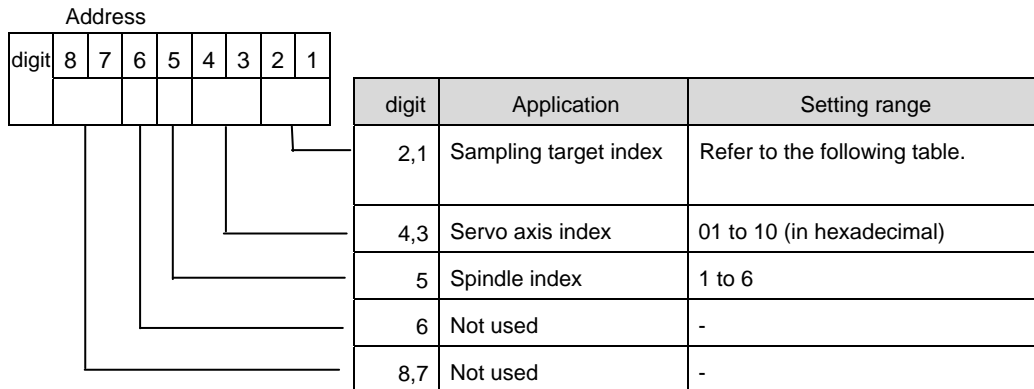 Address
digit 8 7 6 5 4 3 2 1
digit Application Setting range
2,1 Sampling target index Refer to the following table.
4,3 Servo axis index 01 to 10 (in hexadecimal)
5 Spindle index 1 to 6
6 Not used -
8,7 Not used -